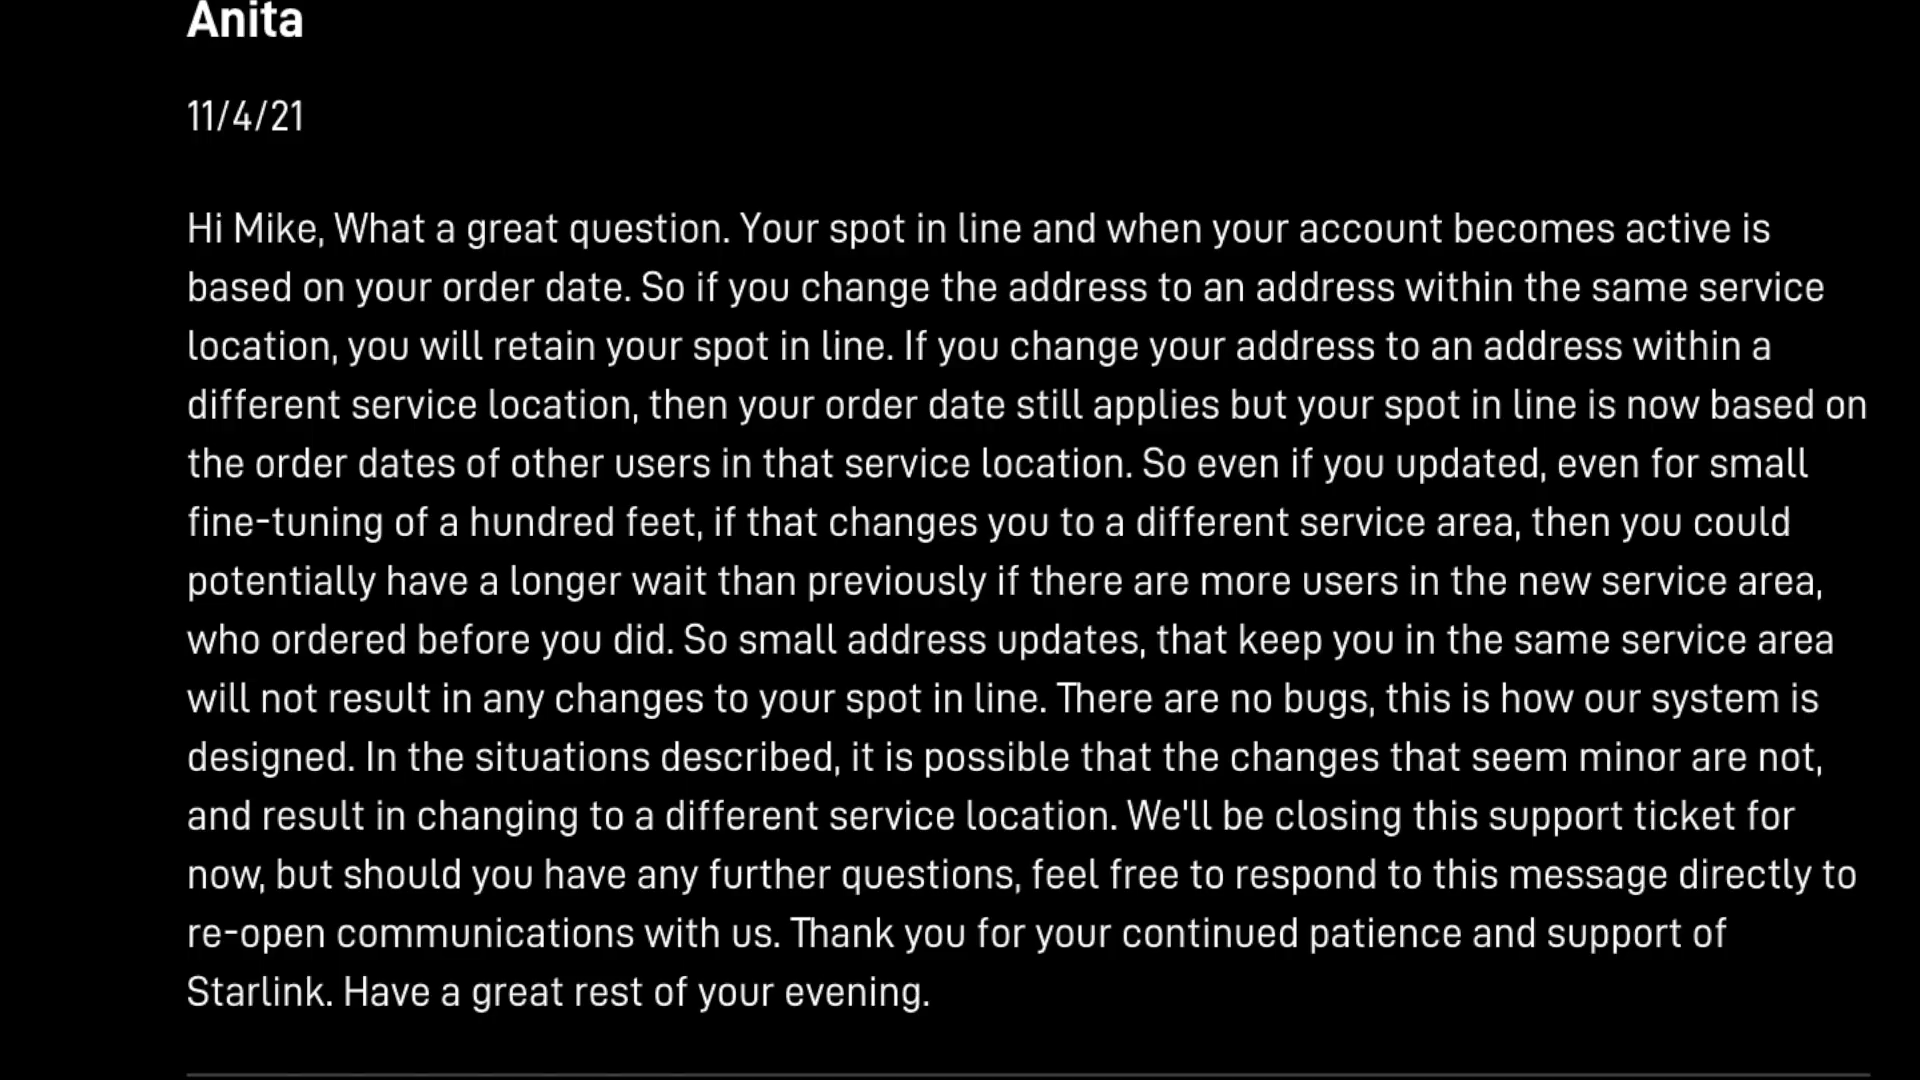 Anita
11/4/21
Hi Mike, What a great question. Your spot in line and when your account becomes active is
based on your order date. So if you change the address to an address within the same service
location, you will retain your spot in line. If you change your address to an address within a
different service location, then your order date still applies but your spot in line is now based on
the order dates of other users in that service location. So even if you updated, even for small
fine-tuning of a hundred feet, if that changes you to a different service area, then you could
potentially have a longer wait than previously if there are more users in the new service area,
who ordered before you did. So small address updates, that keep you in the same service area
will not result in any changes to your spot in line. There are no bugs, this is how our system is
designed. In the situations described, it is possible that the changes that seem minor are not,
and result in changing to a different service location. We'll be closing this support ticket for
now, but should you have any further questions, feel free to respond to this message directly to
re-open communications with us. Thank you for your continued patience and support of
Starlink. Have a great rest of your evening.